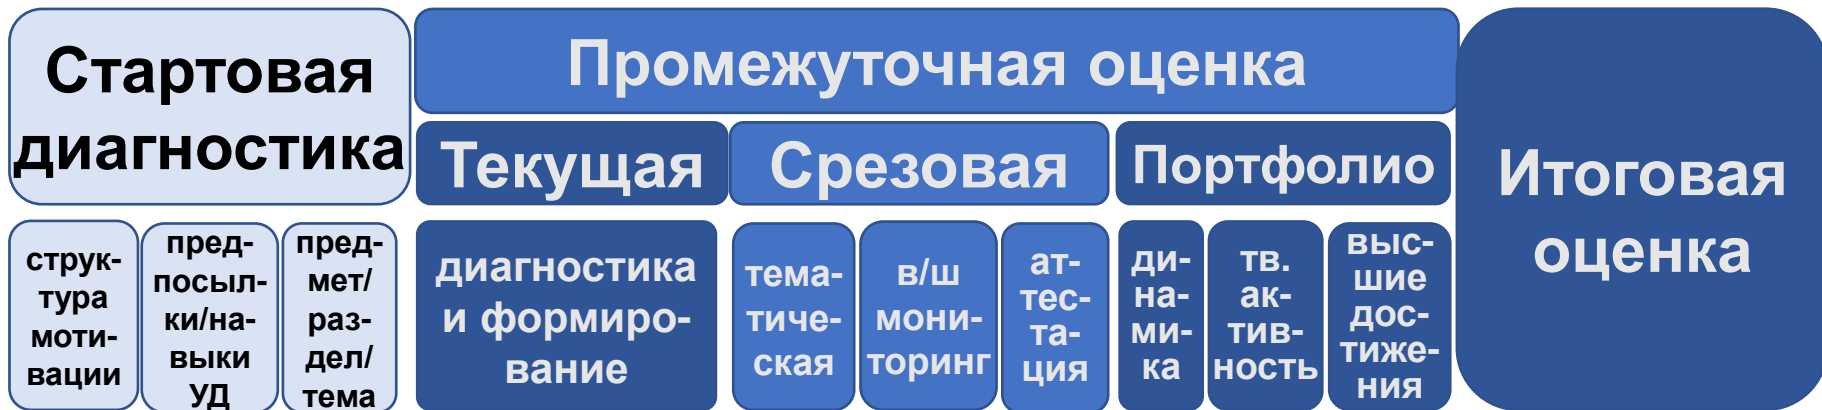 Стартовая
диагностика
Промежуточная оценка
Текущая
Срезовая
Портфолио
Итоговая
оценка
струк-
тура
моти-
вации
пред-
посыл-
ки/на-
выки
УД
пред-
мет/
раз-
дел/
тема
диагностика
и формиро-
вание
тема-
тиче-
ская
в/ш
мони-
торинг
ат-
тес-
та-
ция
ди-
на-
ми-
ка
тв.
ак-
тив-
ность
выс-
шие
дос-
тиже-
ния